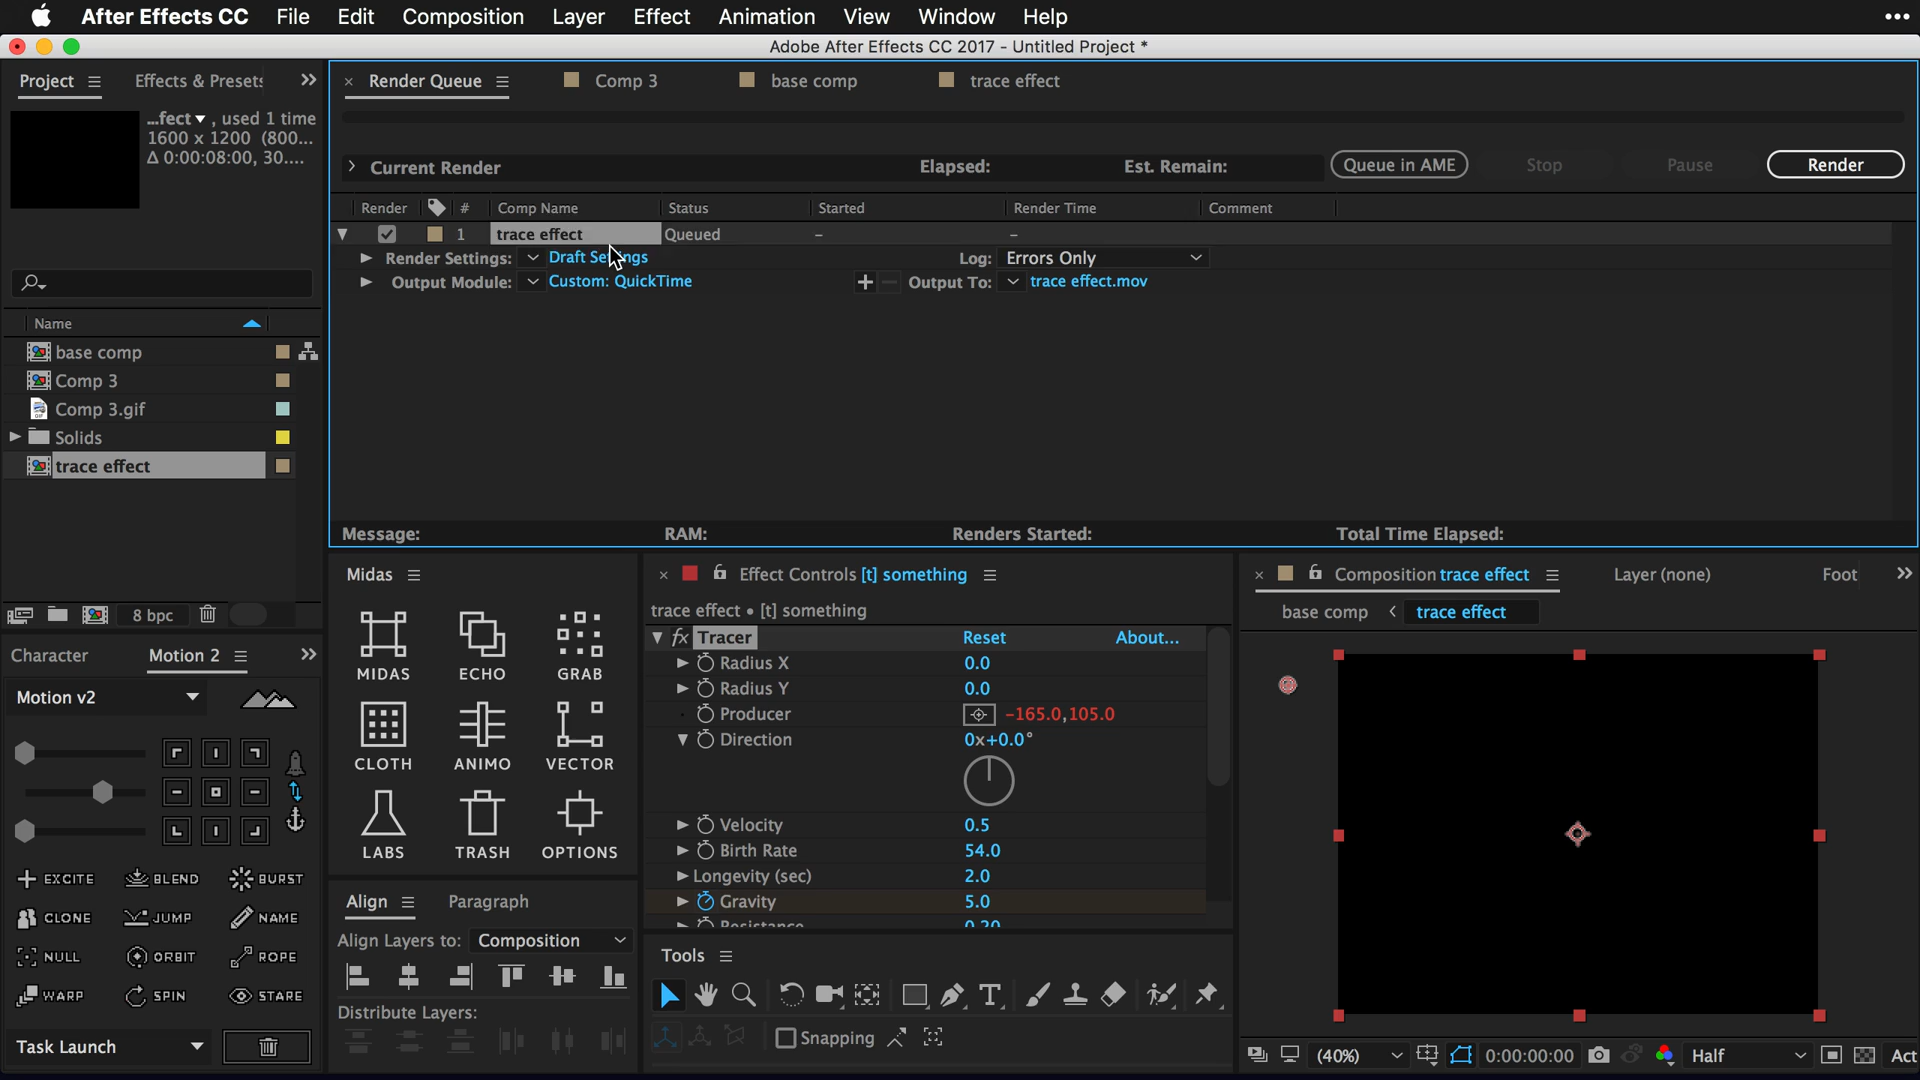 After Effects CC File Edit Composition Layer Effect Animation View Window Help
Adobe After Effects CC 2017 - Untitled Project *
Project Effects & Presets
...fect▼ , used 1 time
1600 x 1200 (800...
Δ 0:00:08:00, 30....
Name
base comp
Comp 3
Comp 3.gif
Solids
trace effect
8 bpc
Render Queue Comp 3 base comp trace effect
Current Render Elapsed: Est. Remain: Queue in AME Stop Pause Render
Render # Comp Name Status Started Render Time Comment
1 trace effect Queued – –
Render Settings: Draft Settings Log: Errors Only
Output Module: Custom: QuickTime Output To: trace effect.mov
Message: RAM: Renders Started: Total Time Elapsed:
Character Motion 2
Motion v2
EXCITE BLEND BURST
CLONE JUMP NAME
NULL ORBIT ROPE
WARP SPIN STARE
Task Launch
Midas
MIDAS ECHO GRAB
CLOTH ANIMO VECTOR
LABS TRASH OPTIONS
Align Paragraph
Align Layers to: Composition
Distribute Layers:
Effect Controls [t] something
trace effect • [t] something
fx Tracer Reset About...
Radius X 0.0
Radius Y 0.0
Producer -165.0,105.0
Direction 0x+0.0°
Velocity 0.5
Birth Rate 54.0
Longevity (sec) 2.0
Gravity 5.0
Resistance 0.20
Tools
Snapping
Composition trace effect Layer (none) Foot
base comp < trace effect
(40%) 0:00:00:00 Half Act